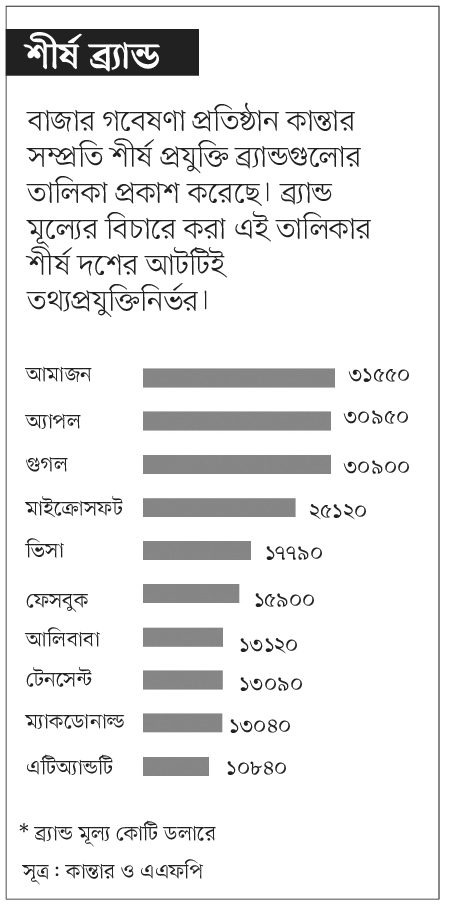 শীর্ষ ব্র্যান্ড
বাজার গবেষণা প্রতিষ্ঠান কান্তার
সম্প্রতি শীর্ষ প্রযুক্তি ব্র্যান্ডগুলোর
তালিকা প্রকাশ করেছে। ব্র্যান্ড
মূল্যের বিচারে করা এই তালিকার
শীর্ষ দশের আটটিই
তথ্যপ্রযুক্তিনির্ভর।
আমাজন ৩১৫৫০
অ্যাপল ৩০৯৫০
গুগল ৩০৯০০
মাইক্রোসফট ২৫১২০
ভিসা ১৭৭৯০
ফেসবুক ১৫৯০০
আলিবাবা ১৩১২০
টেনসেন্ট ১৩০৯০
ম্যাকডোনাল্ড ১৩০৪০
এটিঅ্যান্ডটি ১০৮৪০
* ব্র্যান্ড মূল্য কোটি ডলারে
সূত্র : কান্তার ও এএফপি